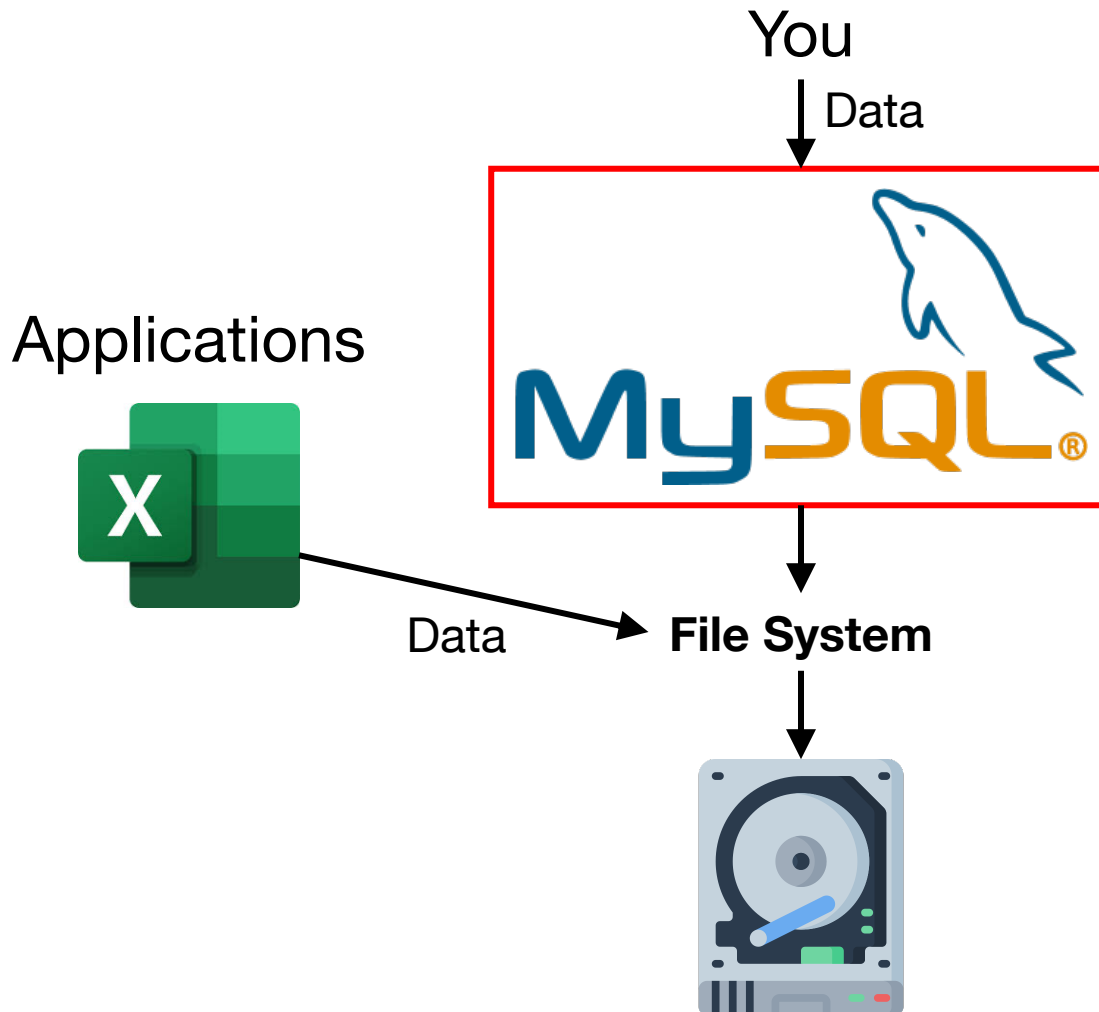 You
Data
Applications
MySQL®
X
Data
File System